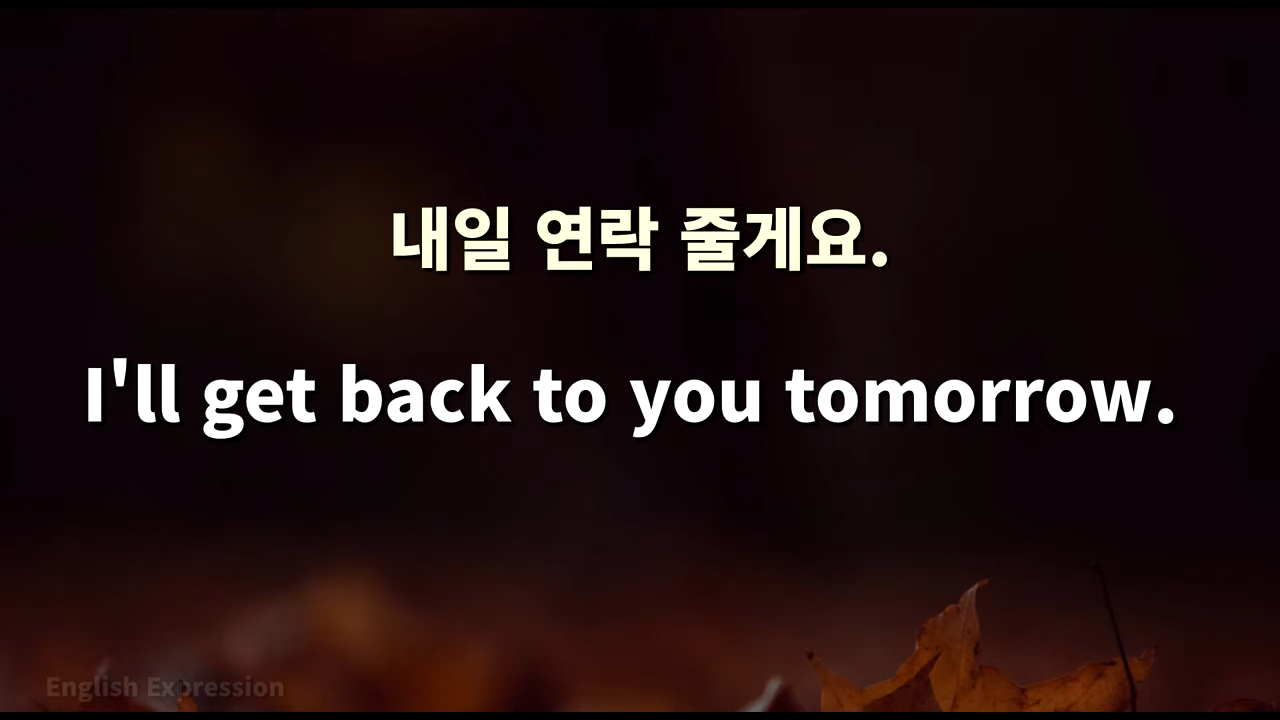 내일 연락 줄게요.
I'll get back to you tomorrow.
English Expression